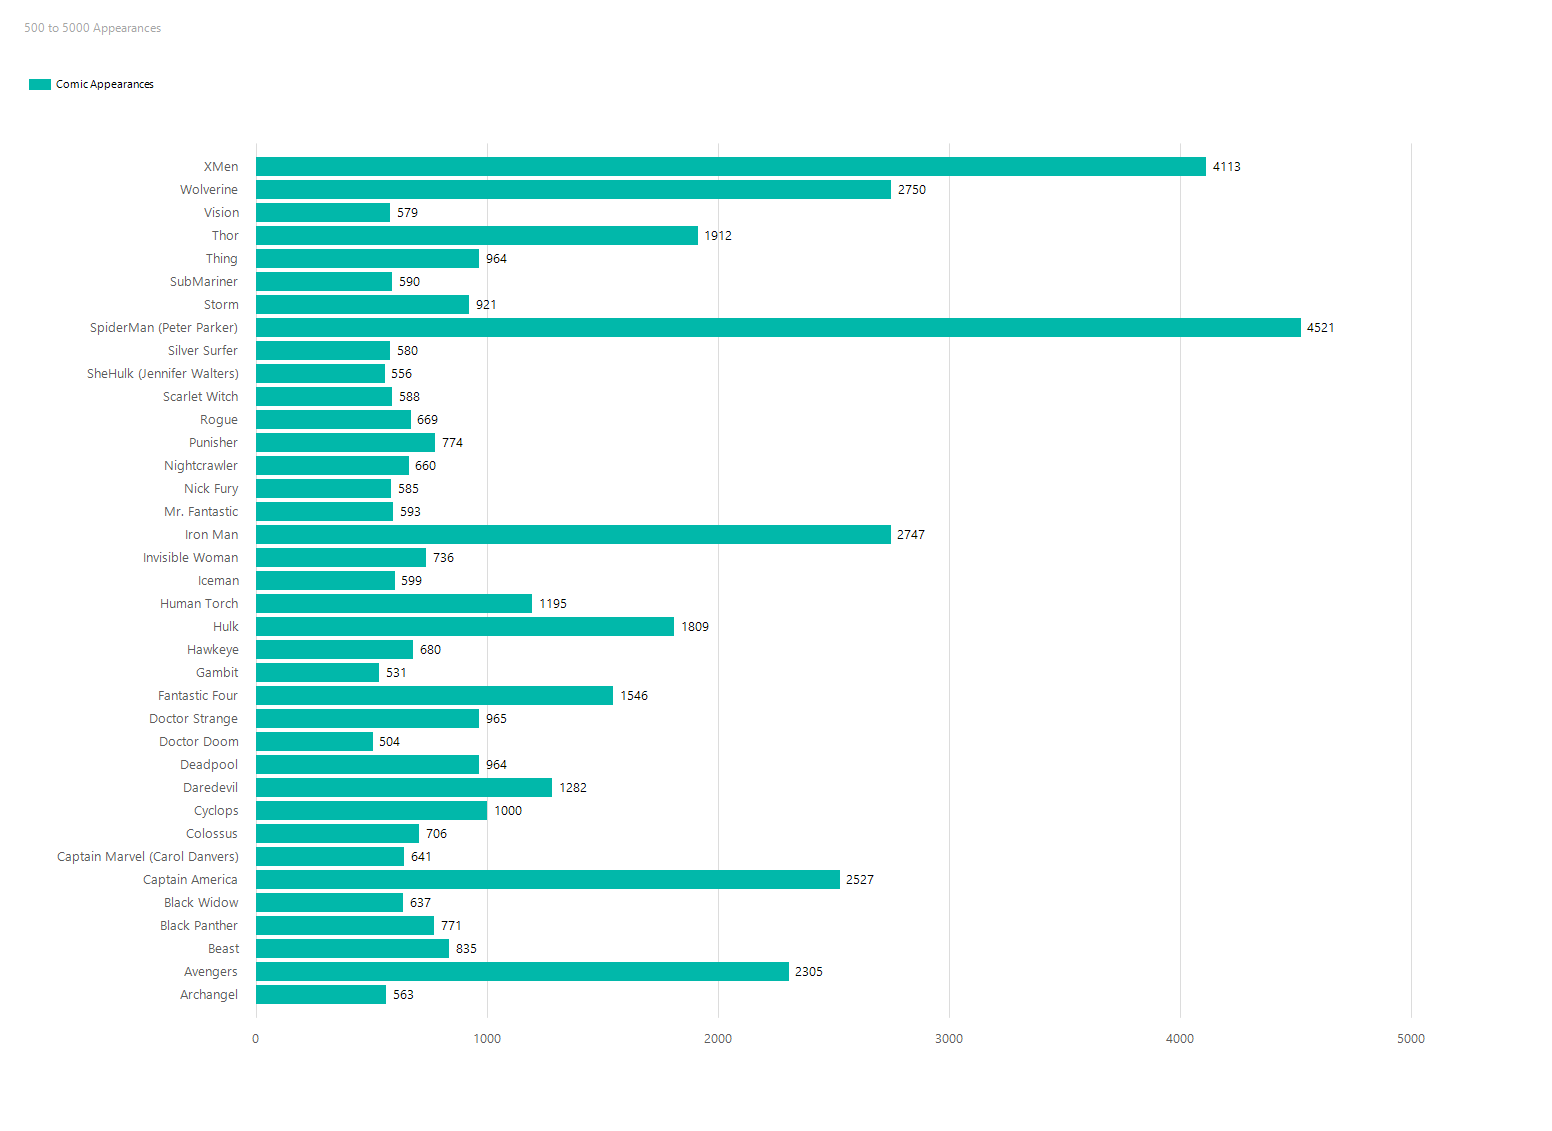 500 to 5000 Appearances
Comic Appearances
XMen 4113
Wolverine 2750
Vision 579
Thor 1912
Thing 964
SubMariner 590
Storm 921
SpiderMan (Peter Parker) 4521
Silver Surfer 580
SheHulk (Jennifer Walters) 556
Scarlet Witch 588
Rogue 669
Punisher 774
Nightcrawler 660
Nick Fury 585
Mr. Fantastic 593
Iron Man 2747
Invisible Woman 736
Iceman 599
Human Torch 1195
Hulk 1809
Hawkeye 680
Gambit 531
Fantastic Four 1546
Doctor Strange 965
Doctor Doom 504
Deadpool 964
Daredevil 1282
Cyclops 1000
Colossus 706
Captain Marvel (Carol Danvers) 641
Captain America 2527
Black Widow 637
Black Panther 771
Beast 835
Avengers 2305
Archangel 563
0 1000 2000 3000 4000 5000